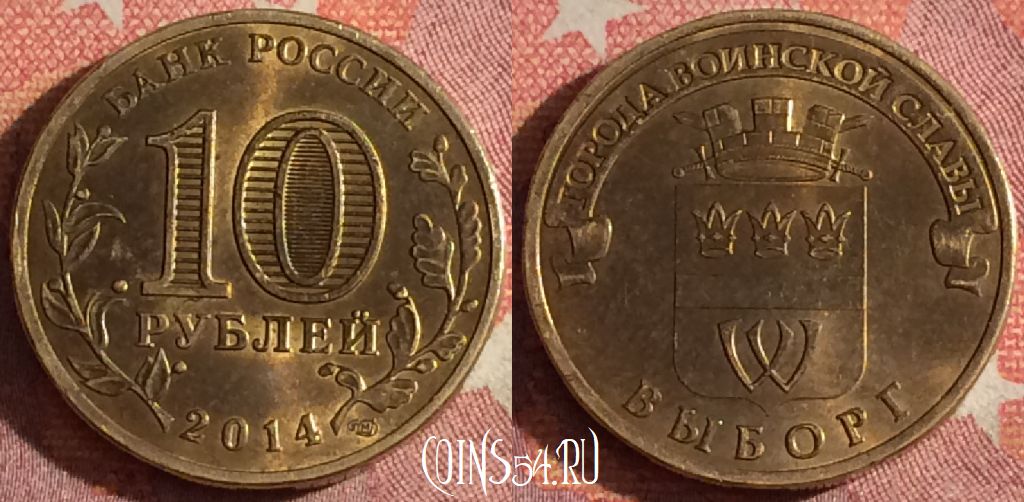 БАНК РОССИИ
10
РУБЛЕЙ
2014
ГОРОДА ВОИНСКОЙ СЛАВЫ
W
ВЫБОРГ
COINS54.RU